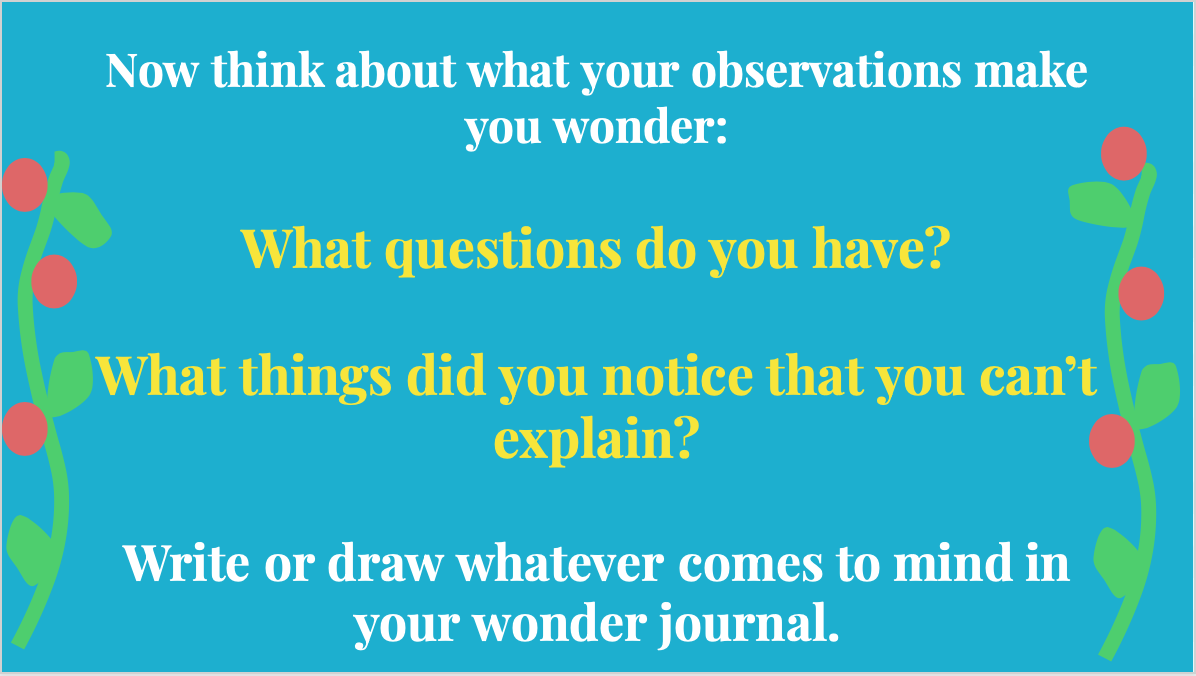 Now think about what your observations make
you wonder:
What questions do you have?
What things did you notice that you can’t
explain?
Write or draw whatever comes to mind in
your wonder journal.